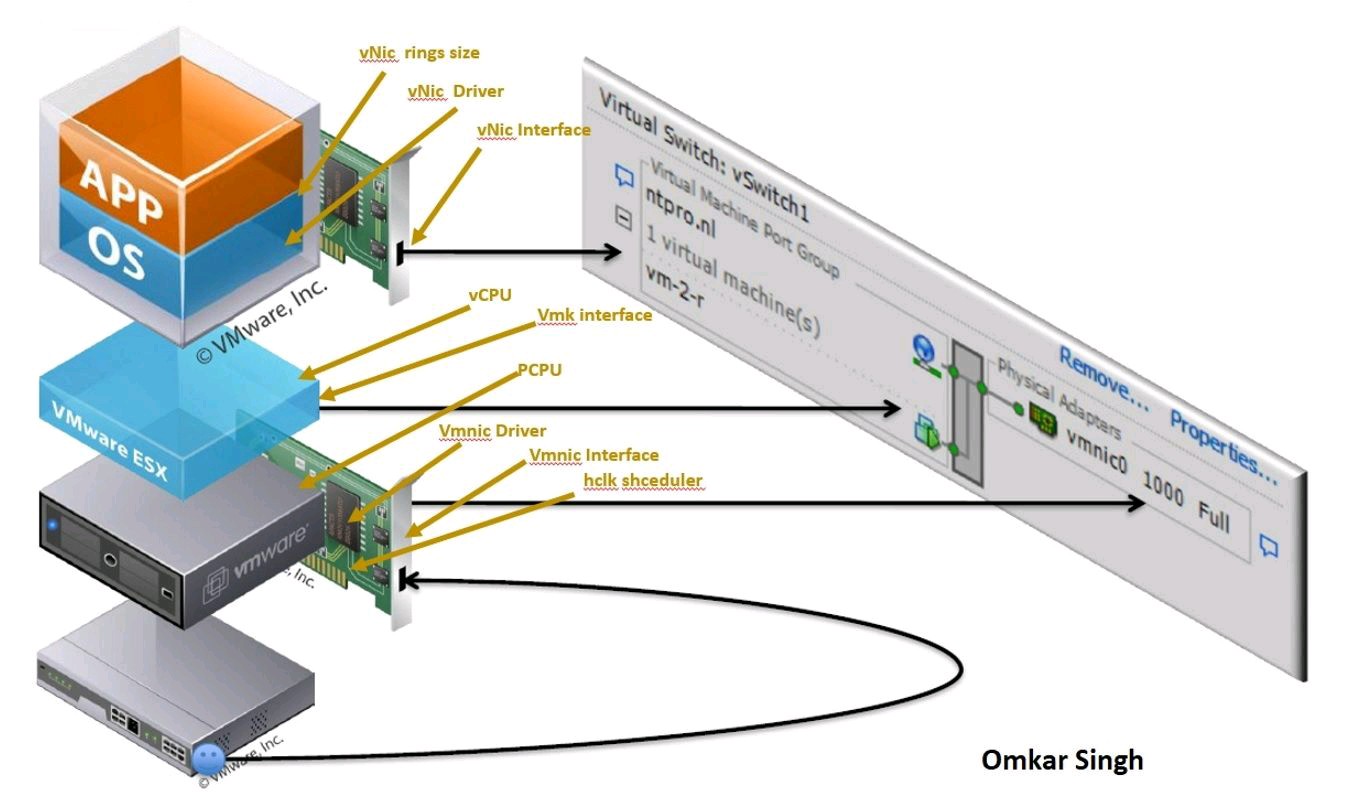 vNic rings size
vNic Driver
vNic Interface
APP
OS
© VMware, Inc.
vCPU
Vmk interface
PCPU
VMware ESX
Vmnic Driver
Vmnic Interface
hclk shceduler
vmware
, Inc.
© VMware, Inc.
Virtual Switch: vSwitch1
Virtual Machine Port Group
ntpro.nl
1 virtual machine(s)
vm-2-r
Remove...
Properties...
Physical Adapters
vmnic0 1000 Full
Omkar Singh